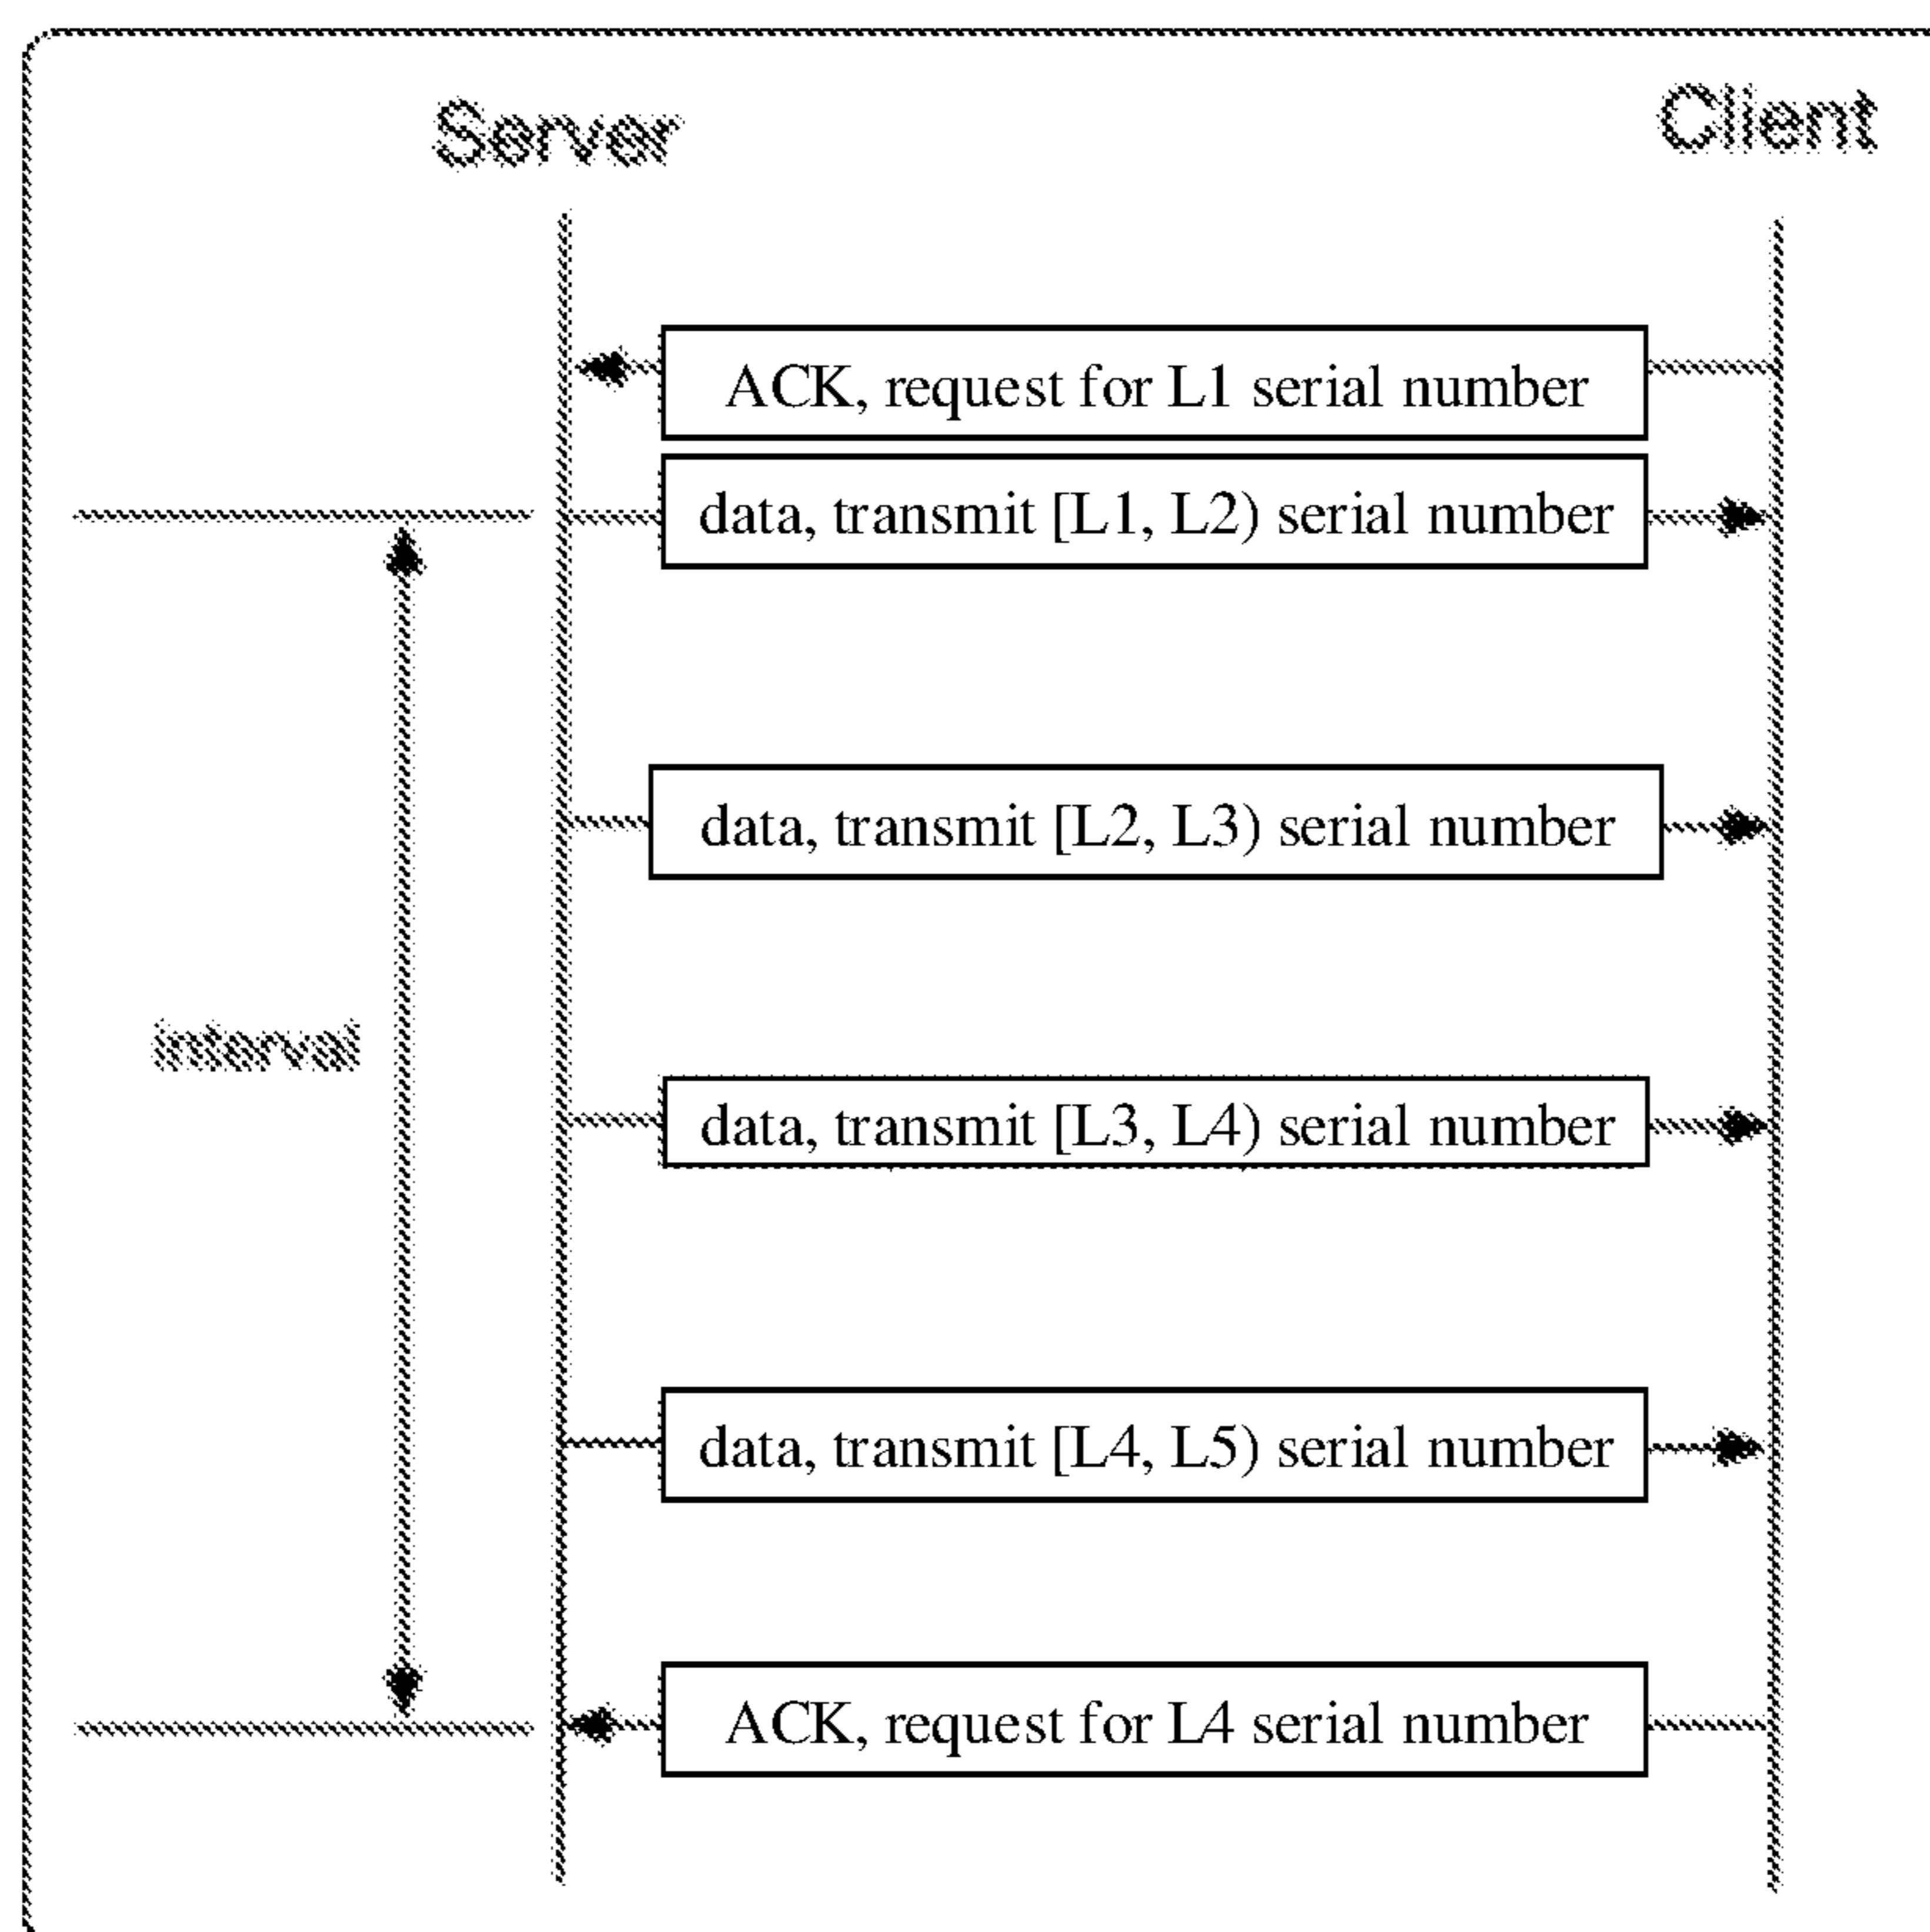 Server
Client
ACK, request for L1 serial number
data, transmit [L1, L2) serial number
data, transmit [L2, L3) serial number
interval
data, transmit [L3, L4) serial number
data, transmit [L4, L5) serial number
ACK, request for L4 serial number